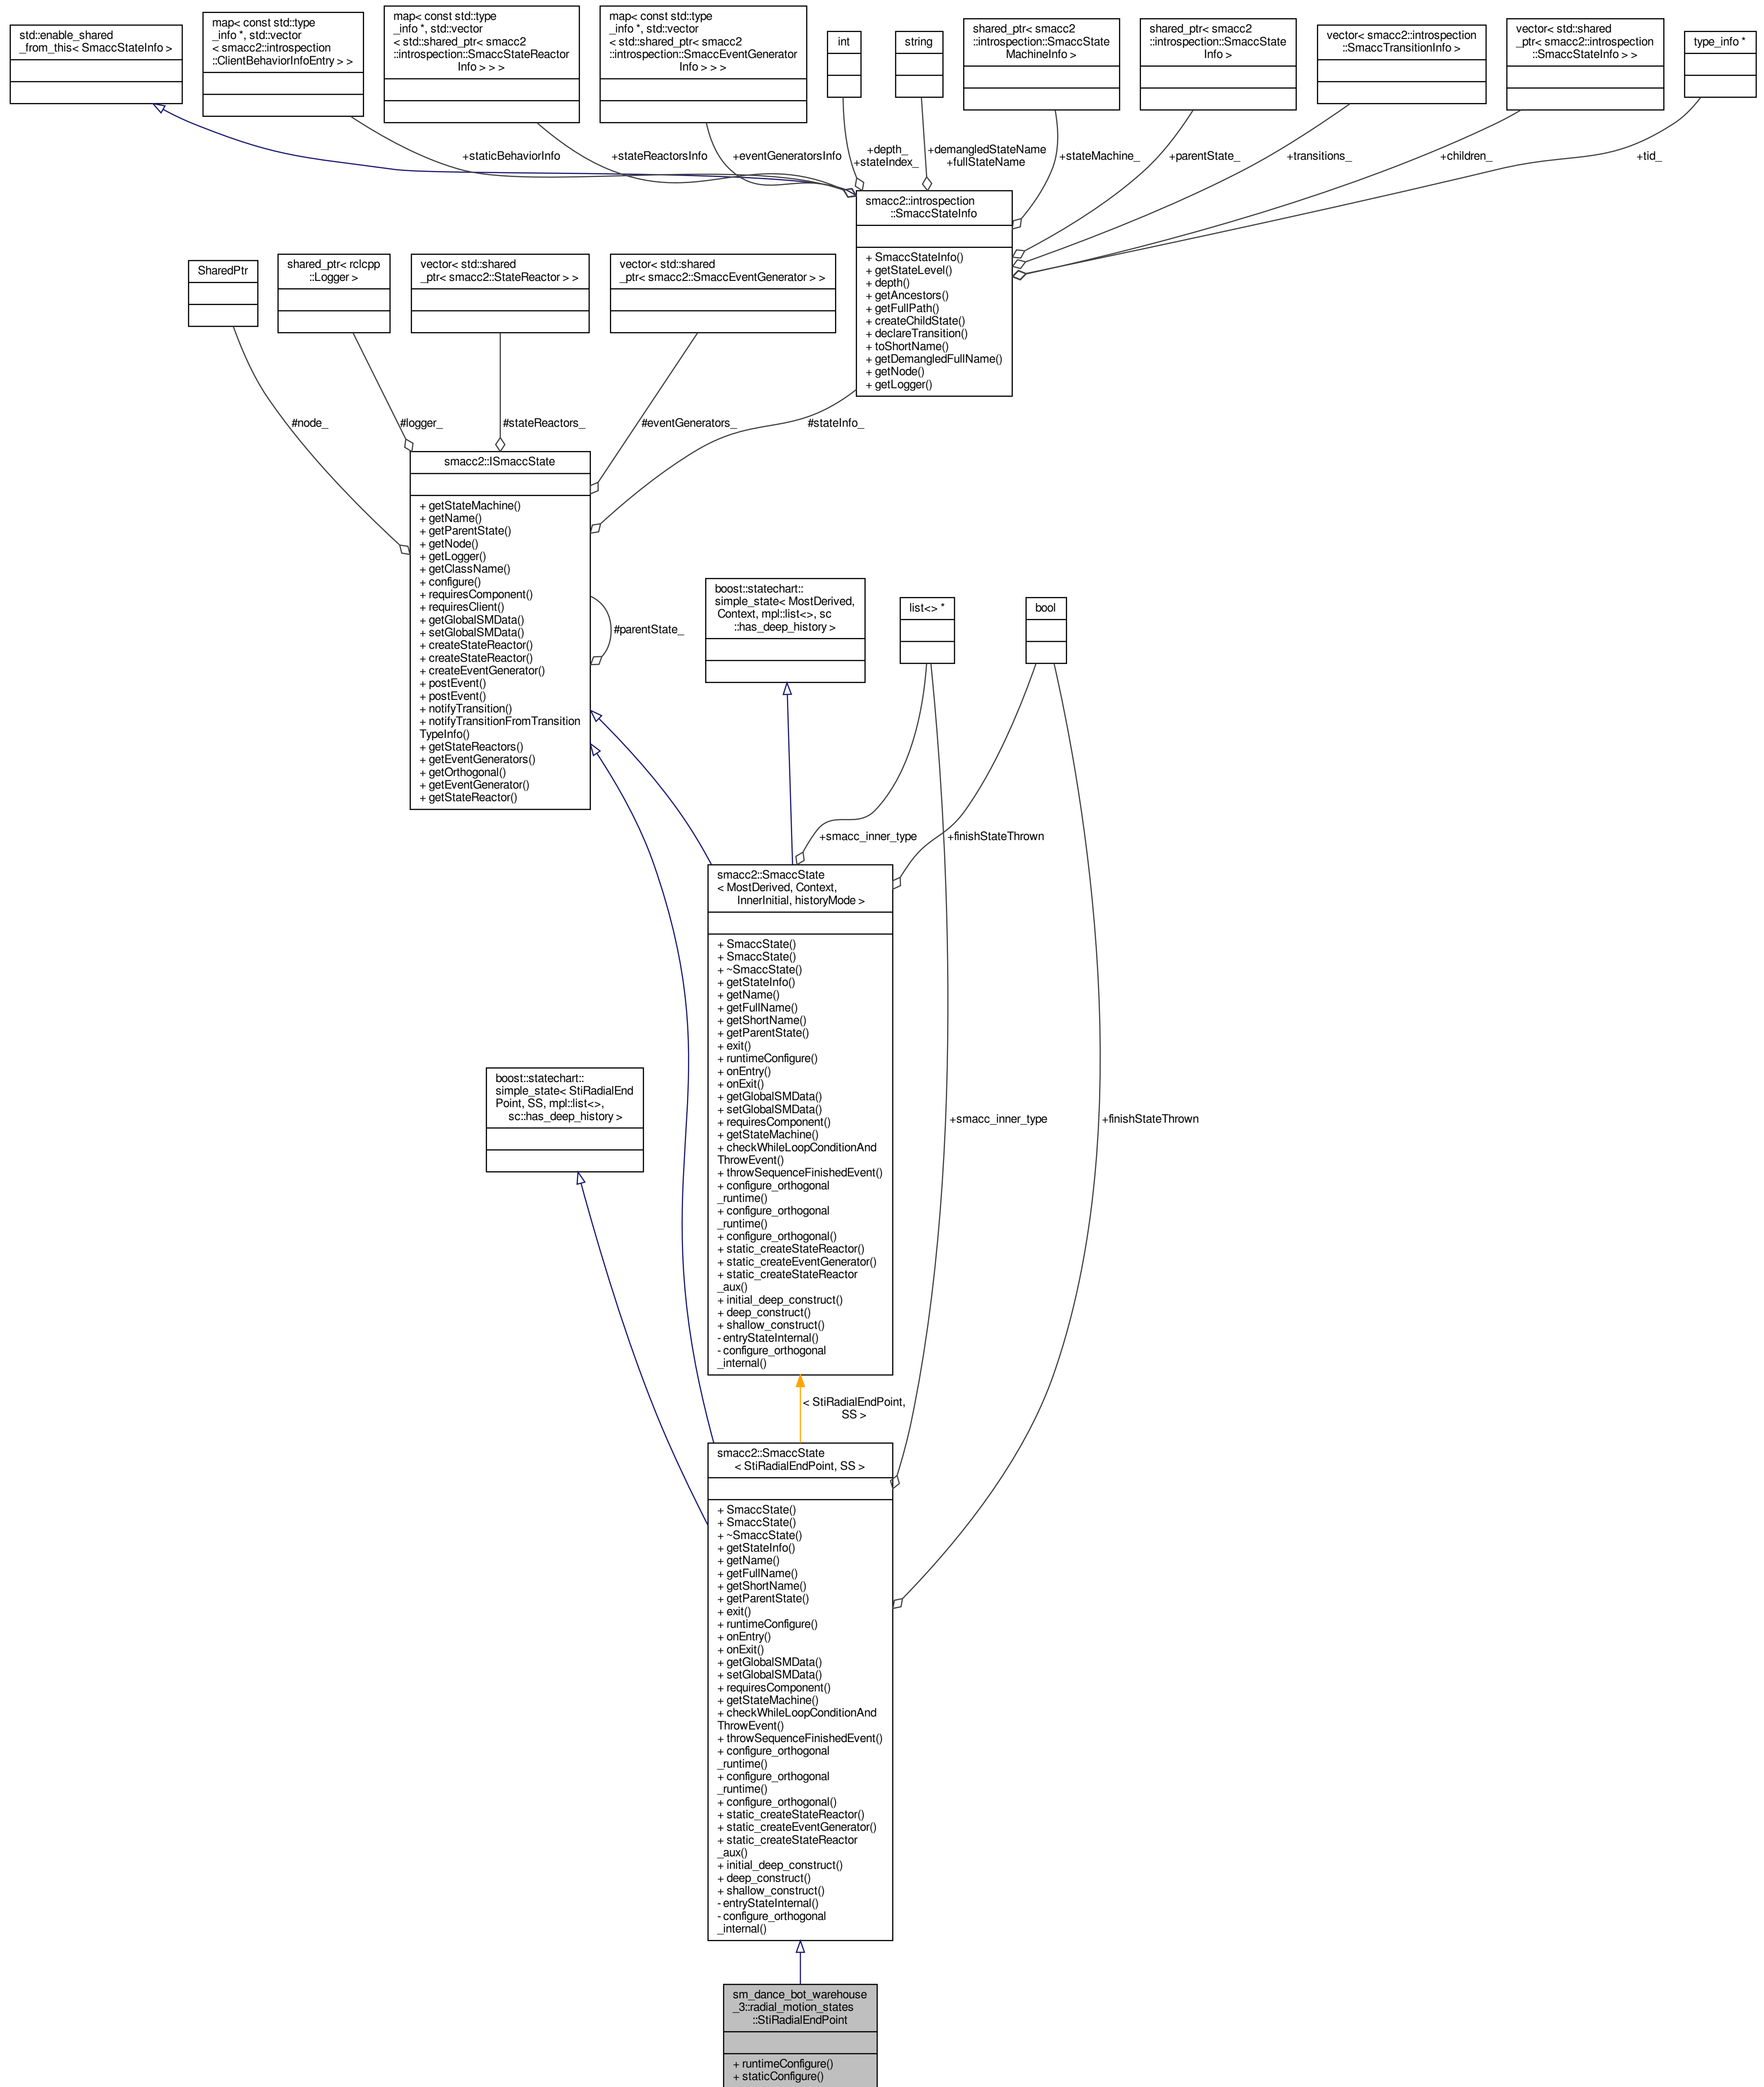 std::enable_shared
_from_this< SmaccStateInfo >
map< const std::type
_info *, std::vector
< smacc2::introspection
::ClientBehaviorInfoEntry > >
map< const std::type
_info *, std::vector
< std::shared_ptr< smacc2
::introspection::SmaccStateReactor
Info > > >
map< const std::type
_info *, std::vector
< std::shared_ptr< smacc2
::introspection::SmaccEventGenerator
Info > > >
int
string
shared_ptr< smacc2
::introspection::SmaccState
MachineInfo >
shared_ptr< smacc2
::introspection::SmaccState
Info >
vector< smacc2::introspection
::SmaccTransitionInfo >
vector< std::shared
_ptr< smacc2::introspection
::SmaccStateInfo > >
type_info *
+staticBehaviorInfo
+stateReactorsInfo
+eventGeneratorsInfo
+depth_
+stateIndex_
+demangledStateName
+fullStateName
+stateMachine_
+parentState_
+transitions_
+children_
+tid_
smacc2::introspection
::SmaccStateInfo
+ SmaccStateInfo()
+ getStateLevel()
+ depth()
+ getAncestors()
+ getFullPath()
+ createChildState()
+ declareTransition()
+ toShortName()
+ getDemangledFullName()
+ getNode()
+ getLogger()
SharedPtr
shared_ptr< rclcpp
::Logger >
vector< std::shared
_ptr< smacc2::StateReactor > >
vector< std::shared
_ptr< smacc2::SmaccEventGenerator > >
#node_
#logger_
#stateReactors_
#eventGenerators_
#stateInfo_
smacc2::ISmaccState
+ getStateMachine()
+ getName()
+ getParentState()
+ getNode()
+ getLogger()
+ getClassName()
+ configure()
+ requiresComponent()
+ requiresClient()
+ getGlobalSMData()
+ setGlobalSMData()
+ createStateReactor()
+ createStateReactor()
+ createEventGenerator()
+ postEvent()
+ postEvent()
+ notifyTransition()
+ notifyTransitionFromTransition
TypeInfo()
+ getStateReactors()
+ getEventGenerators()
+ getOrthogonal()
+ getEventGenerator()
+ getStateReactor()
#parentState_
boost::statechart::
simple_state< MostDerived,
Context, mpl::list<>, sc
::has_deep_history >
list<> *
bool
+smacc_inner_type
+finishStateThrown
smacc2::SmaccState
< MostDerived, Context,
InnerInitial, historyMode >
+ SmaccState()
+ SmaccState()
+ ~SmaccState()
+ getStateInfo()
+ getName()
+ getFullName()
+ getShortName()
+ getParentState()
+ exit()
+ runtimeConfigure()
+ onEntry()
+ onExit()
+ getGlobalSMData()
+ setGlobalSMData()
+ requiresComponent()
+ getStateMachine()
+ checkWhileLoopConditionAnd
ThrowEvent()
+ throwSequenceFinishedEvent()
+ configure_orthogonal
_runtime()
+ configure_orthogonal
_runtime()
+ configure_orthogonal()
+ static_createStateReactor()
+ static_createEventGenerator()
+ static_createStateReactor
_aux()
+ initial_deep_construct()
+ deep_construct()
+ shallow_construct()
- entryStateInternal()
- configure_orthogonal
_internal()
boost::statechart::
simple_state< StiRadialEnd
Point, SS, mpl::list<>,
sc::has_deep_history >
+smacc_inner_type
+finishStateThrown
< StiRadialEndPoint,
SS >
smacc2::SmaccState
< StiRadialEndPoint, SS >
+ SmaccState()
+ SmaccState()
+ ~SmaccState()
+ getStateInfo()
+ getName()
+ getFullName()
+ getShortName()
+ getParentState()
+ exit()
+ runtimeConfigure()
+ onEntry()
+ onExit()
+ getGlobalSMData()
+ setGlobalSMData()
+ requiresComponent()
+ getStateMachine()
+ checkWhileLoopConditionAnd
ThrowEvent()
+ throwSequenceFinishedEvent()
+ configure_orthogonal
_runtime()
+ configure_orthogonal
_runtime()
+ configure_orthogonal()
+ static_createStateReactor()
+ static_createEventGenerator()
+ static_createStateReactor
_aux()
+ initial_deep_construct()
+ deep_construct()
+ shallow_construct()
- entryStateInternal()
- configure_orthogonal
_internal()
sm_dance_bot_warehouse
_3::radial_motion_states
::StiRadialEndPoint
+ runtimeConfigure()
+ staticConfigure()